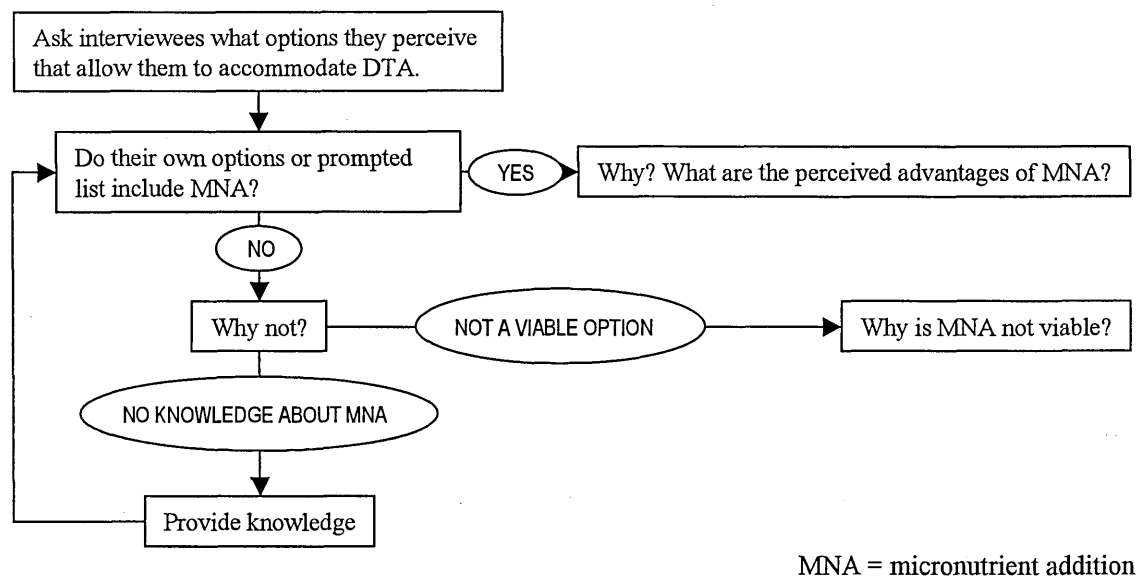 Ask interviewees what options they perceive
that allow them to accommodate DTA.
Do their own options or prompted
list include MNA?
YES
Why? What are the perceived advantages of MNA?
NO
Why not?
NOT A VIABLE OPTION
Why is MNA not viable?
NO KNOWLEDGE ABOUT MNA
Provide knowledge
MNA = micronutrient addition